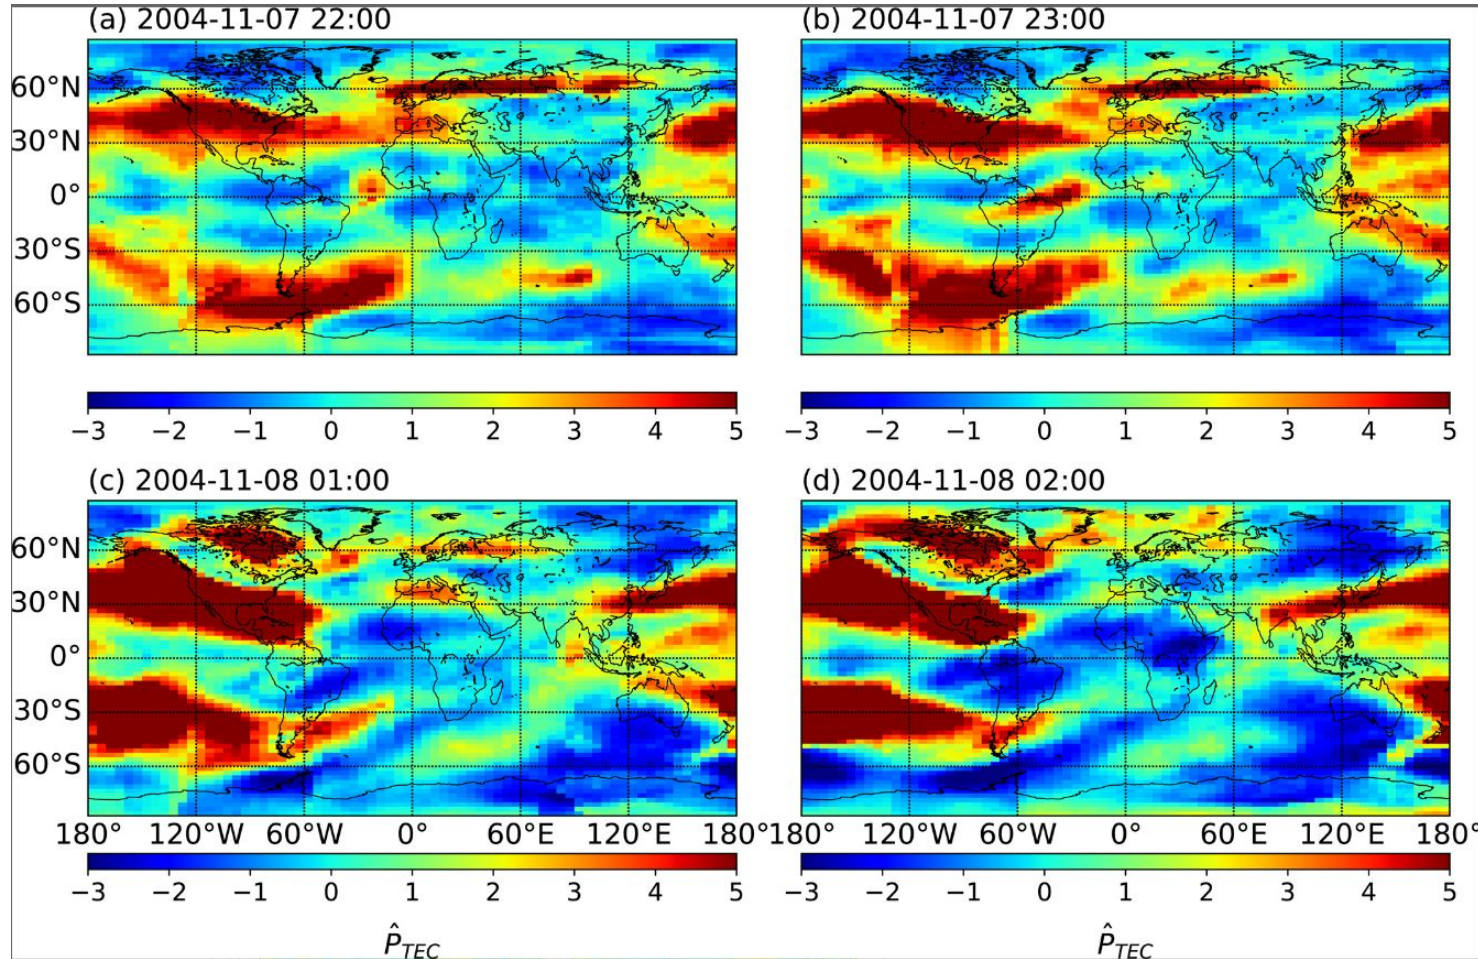 (a) 2004-11-07 22:00
(b) 2004-11-07 23:00
60°N
30°N
0°
30°S
60°S
−3 −2 −1 0 1 2 3 4 5
−3 −2 −1 0 1 2 3 4 5
(c) 2004-11-08 01:00
(d) 2004-11-08 02:00
60°N
30°N
0°
30°S
60°S
180° 120°W 60°W 0° 60°E 120°E 180°
180° 120°W 60°W 0° 60°E 120°E 180°
−3 −2 −1 0 1 2 3 4 5
−3 −2 −1 0 1 2 3 4 5
P̂_TEC
P̂_TEC